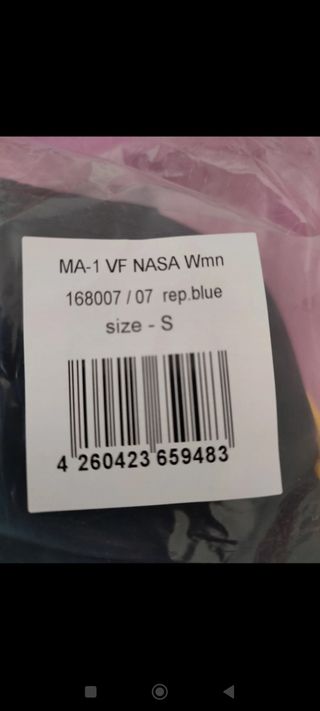 MA-1 VF NASA Wmn
168007 / 07 rep.blue
size - S
4 260423 659483